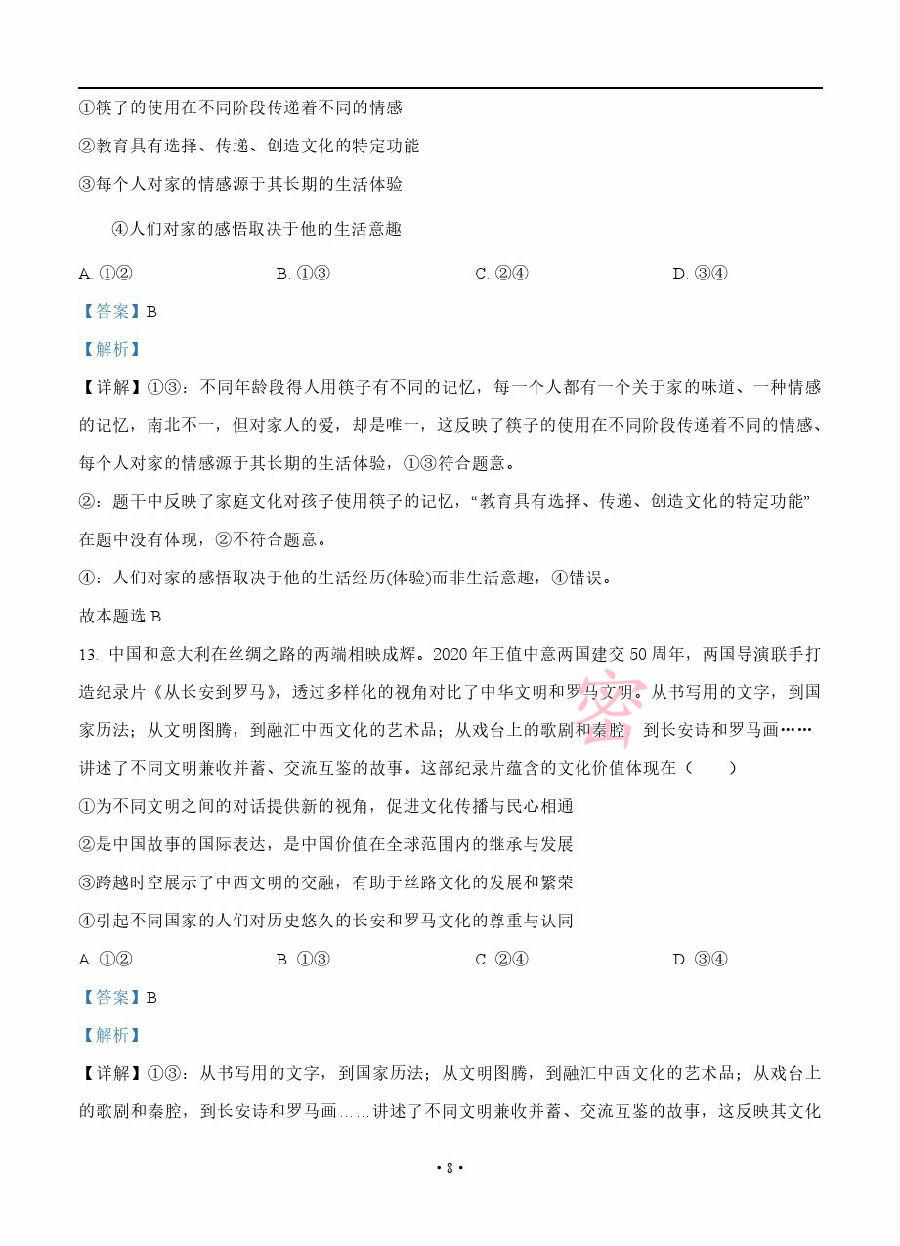 ①筷了的使用在不同阶段传递着不同的情感
②教育具有选择、传递、创造文化的特定功能
③每个人对家的情感源于其长期的生活体验
④人们对家的感悟取决于他的生活意趣
A. ①② B. ①③ C. ②④ D. ③④
【答案】B
【解析】
【详解】①③：不同年龄段得人用筷子有不同的记忆，每一个人都有一个关于家的味道、一种情感
的记忆，南北不一，但对家人的爱，却是唯一，这反映了筷子的使用在不同阶段传递着不同的情感、
每个人对家的情感源于其长期的生活体验，①③符合题意。
②：题干中反映了家庭文化对孩子使用筷子的记忆，“教育具有选择、传递、创造文化的特定功能”
在题中没有体现，②不符合题意。
④：人们对家的感悟取决于他的生活经历(体验)而非生活意趣，④错误。
故本题选 B
13. 中国和意大利在丝绸之路的两端相映成辉。2020 年王值中意两国建交 50 周年，两国导演联手打
造纪录片《从长安到罗马》，透过多样化的视角对比了中华文明和罗马文明。从书写用的文字，到国
家历法；从文明图腾，到融汇中西文化的艺术品；从戏台上的歌剧和秦腔 到长安诗和罗马画……
讲述了不同文明兼收并蓄、交流互鉴的故事。这部纪录片蕴含的文化价值体现在（　　）
①为不同文明之间的对话提供新的视角，促进文化传播与民心相通
②是中国故事的国际表达，是中国价值在全球范围内的继承与发展
③跨越时空展示了中西文明的交融，有助于丝路文化的发展和繁荣
④引起不同国家的人们对历史悠久的长安和罗马文化的尊重与认同
A ①② B ①③ C ②④ D ③④
【答案】B
【解析】
【详解】①③：从书写用的文字，到国家历法；从文明图腾，到融汇中西文化的艺术品；从戏台上
的歌剧和秦腔，到长安诗和罗马画……讲述了不同文明兼收并蓄、交流互鉴的故事，这反映其文化
密
·8·